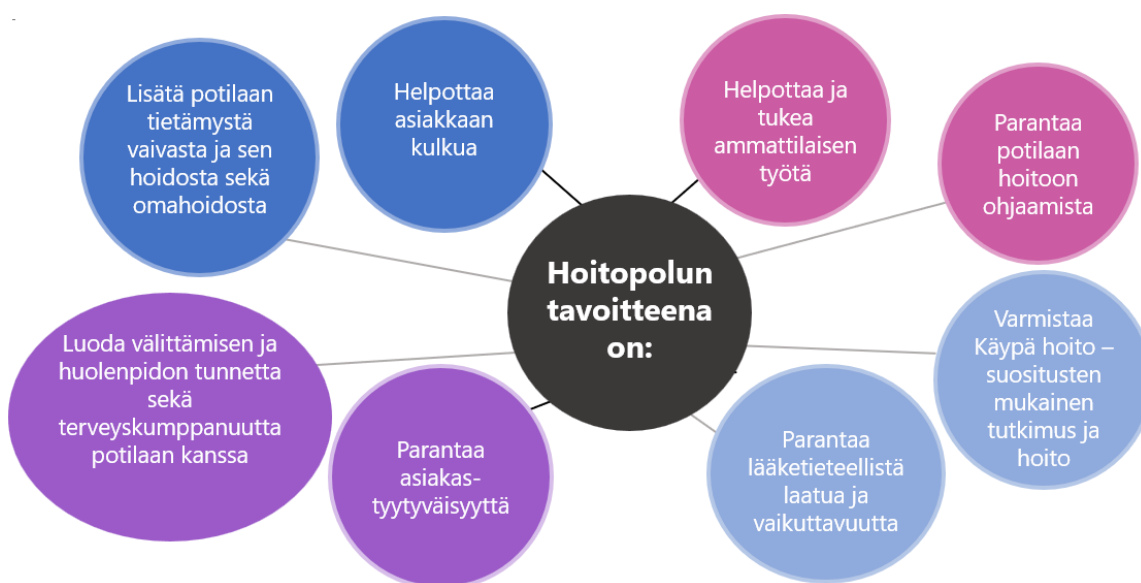 Lisätä potilaan
tietämystä
vaivasta ja sen
hoidosta sekä
omahoidosta
Helpottaa
asiakkaan
kulkua
Helpottaa ja
tukea
ammattilaisen
työtä
Parantaa
potilaan
hoitoon
ohjaamista
Hoitopolun
tavoitteena
on:
Luoda välittämisen ja
huolenpidon tunnetta
sekä
terveyskumppanuutta
potilaan kanssa
Parantaa
asiakas-
tyytyväisyyttä
Parantaa
lääketieteellistä
laatua ja
vaikuttavuutta
Varmistaa
Käypä hoito –
suositusten
mukainen
tutkimus ja
hoito